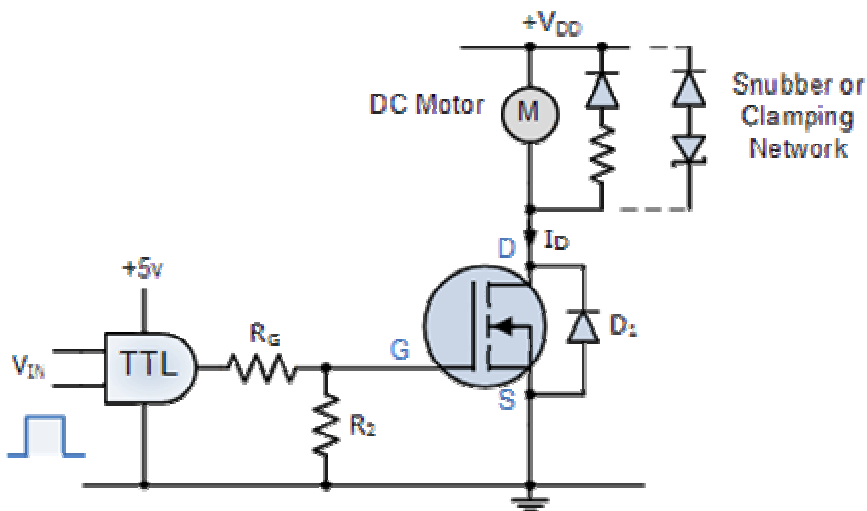 +VDD
DC Motor
M
Snubber or
Clamping
Network
D
ID
+5v
VIN
TTL
RG
G
D1
S
R2